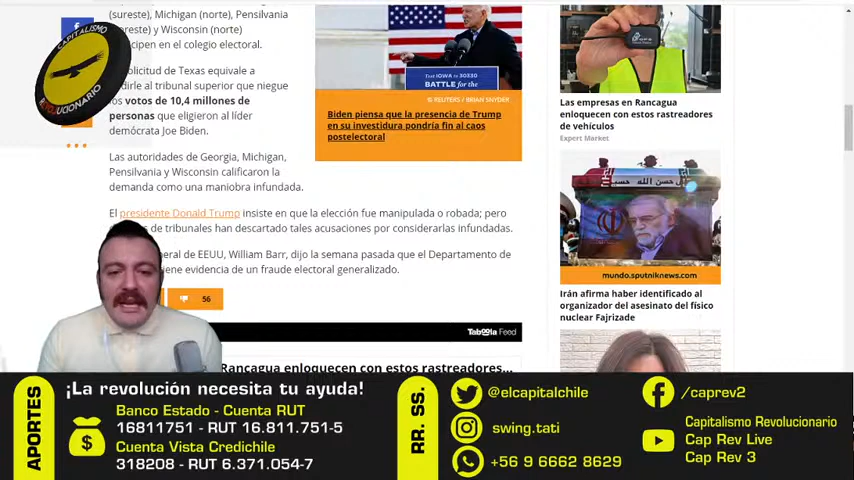 (sureste), Michigan (norte), Pensilvania
y Wisconsin (norte)
en el colegio electoral.
solicitud de Texas equivale a
al tribunal superior que niegue
los votos de 10,4 millones de
personas que eligieron al líder
demócrata Joe Biden.
Las autoridades de Georgia, Michigan,
Pensilvania y Wisconsin calificaron la
demanda como una maniobra infundada.
El presidente Donald Trump insiste en que la elección fue manipulada o robada; pero
de tribunales han descartado tales acusaciones por considerarlas infundadas.
de EEUU, William Barr, dijo la semana pasada que el Departamento de
evidencia de un fraude electoral generalizado.
56
Taboola Feed
Rancagua enloquecen con estos rastreadores...
CAPITALISMO
REVOLUCIONARIO
Text IOWA to 30330
BATTLE for the
© REUTERS / BRIAN SNYDER
Biden piensa que la presencia de Trump
en su investidura pondría fin al caos
postelectoral
Las empresas en Rancagua
enloquecen con estos rastreadores
de vehículos
Expert Market
mundo.sputniknews.com
Irán afirma haber identificado al
organizador del asesinato del físico
nuclear Fajrizade
APORTES
¡La revolución necesita tu ayuda!
Banco Estado - Cuenta RUT
16811751 - RUT 16.811.751-5
Cuenta Vista Credichile
318208 - RUT 6.371.054-7
RR. SS.
@elcapitalchile
swing.tati
+56 9 6662 8629
/caprev2
Capitalismo Revolucionario
Cap Rev Live
Cap Rev 3